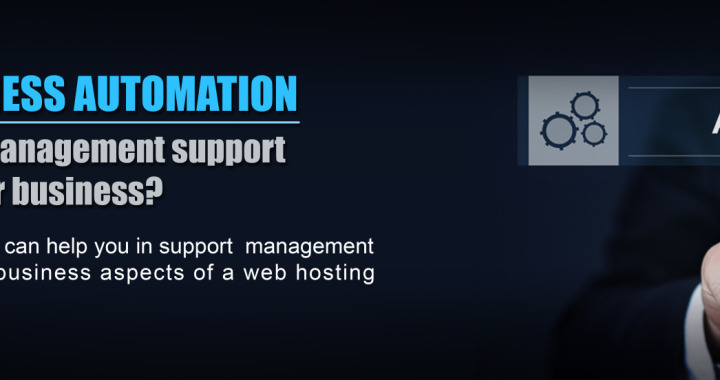 ESS AUTOMATION
anagement support
r business?
can help you in support management
business aspects of a web hosting
A